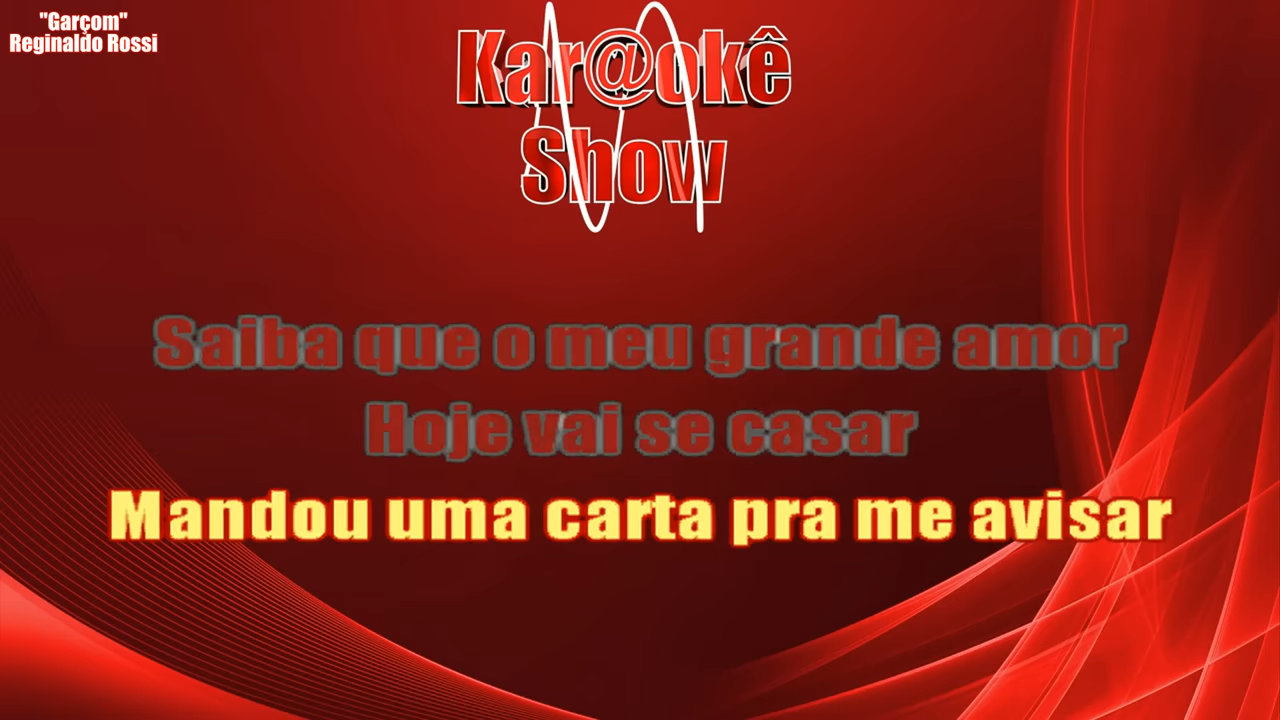 "Garçom"
Reginaldo Rossi
Kar@okê
Show
Saiba que o meu grande amor
Hoje vai se casar
Mandou uma carta pra me avisar